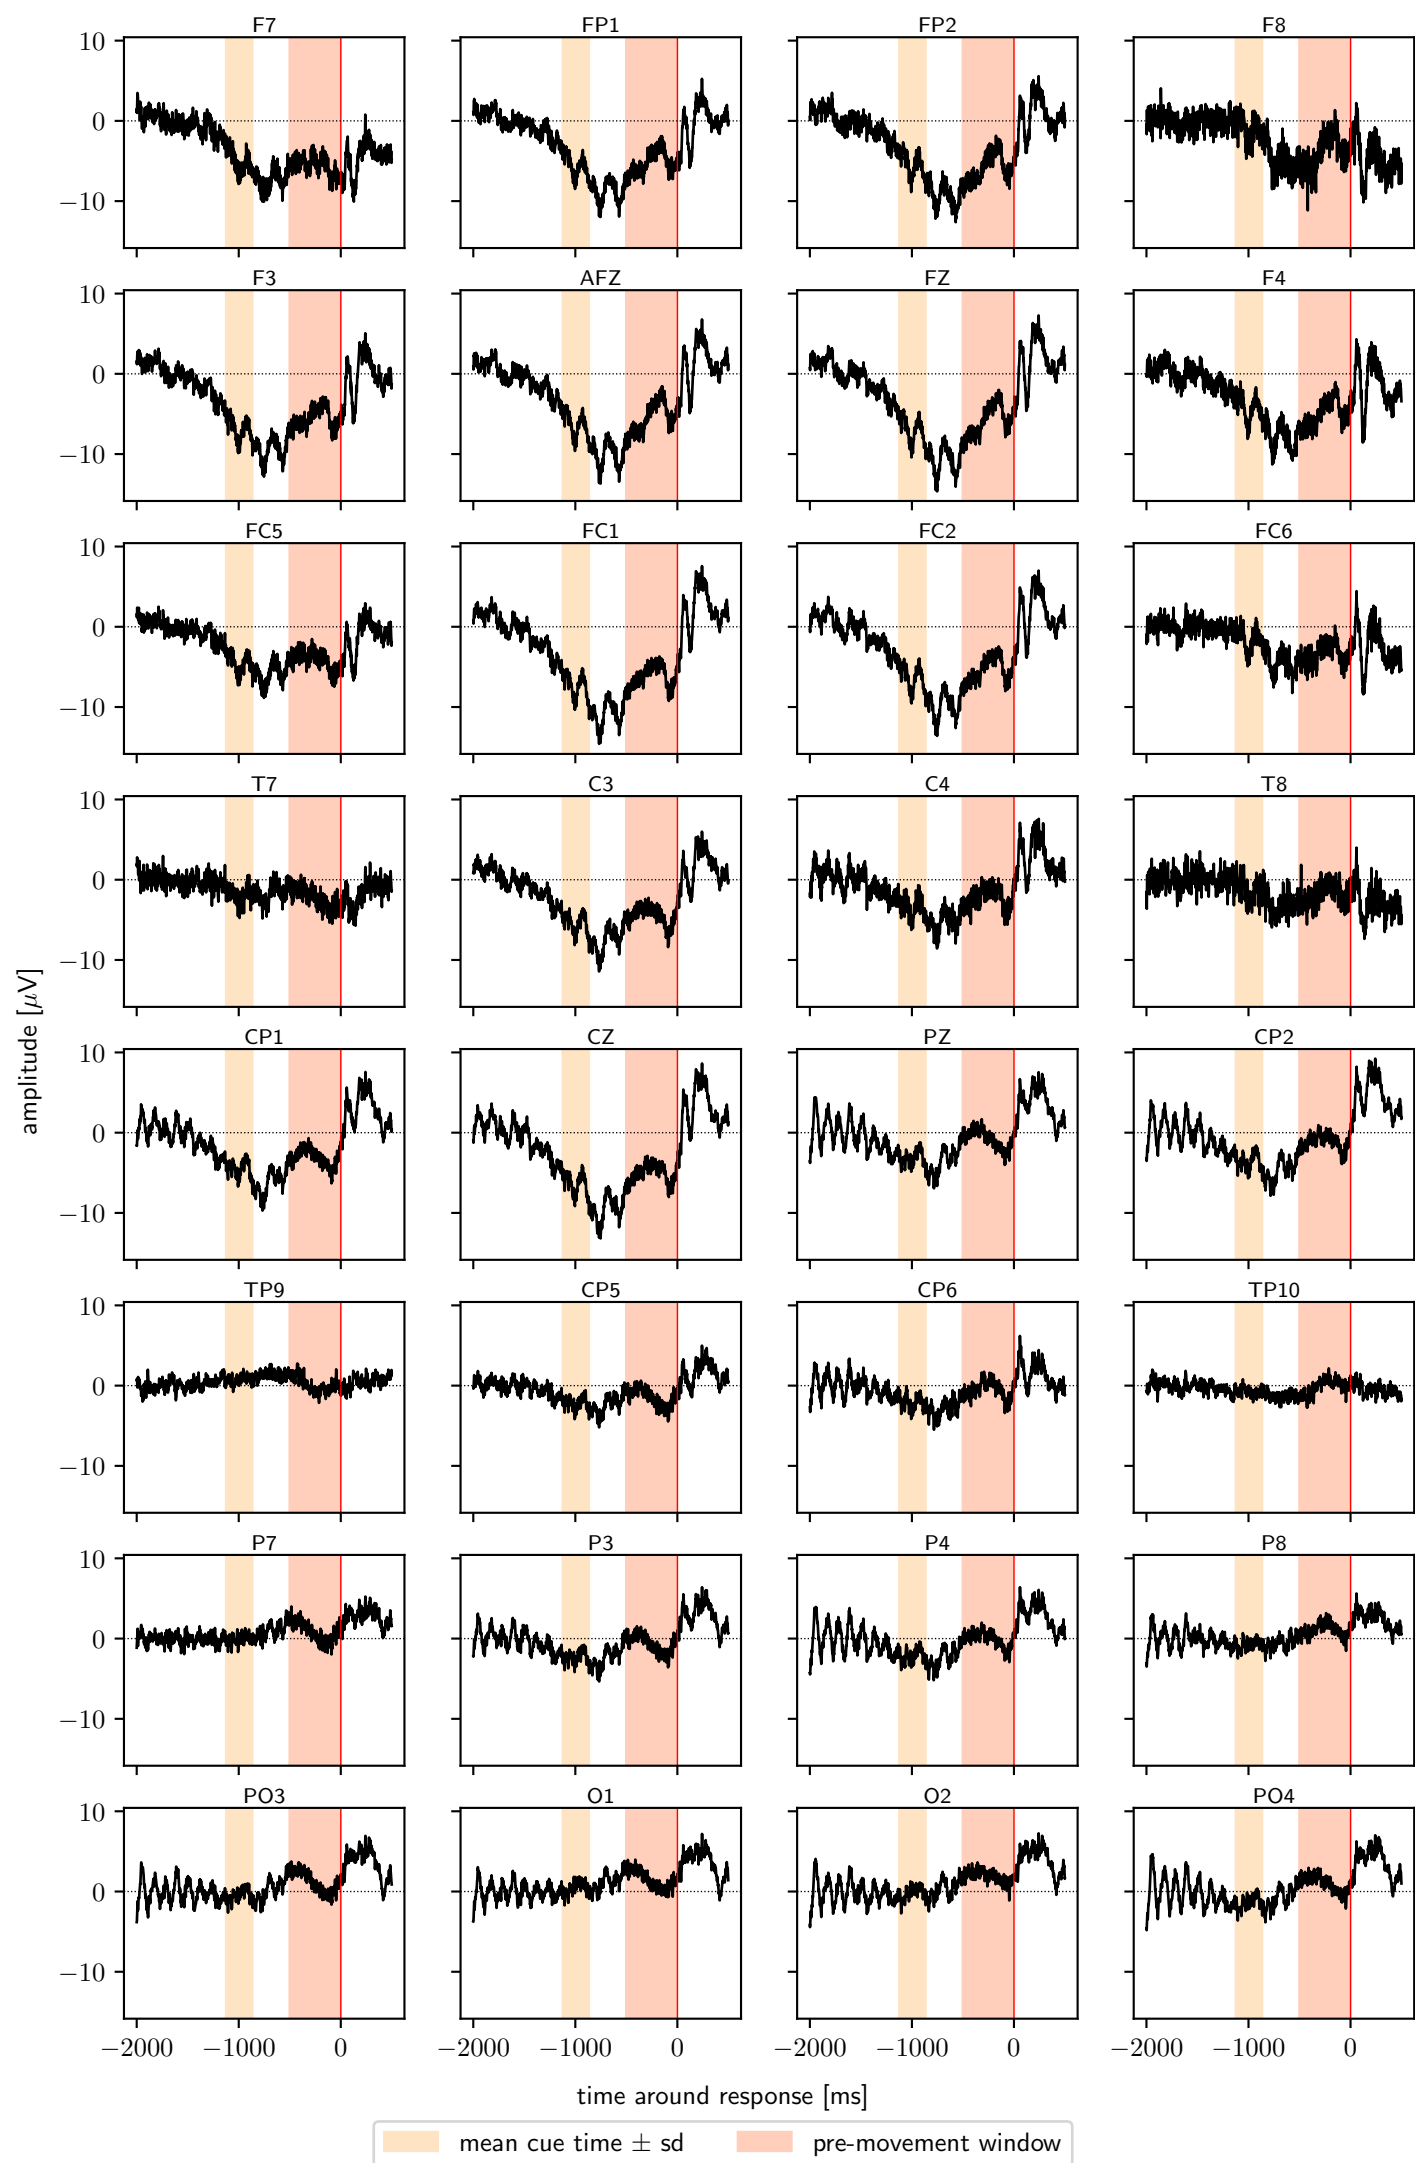 F7 FP1 FP2 F8
10
0
−10
F3 AFZ FZ F4
10
0
−10
FC5 FC1 FC2 FC6
10
0
−10
T7 C3 C4 T8
10
0
−10
amplitude [μV]
CP1 CZ PZ CP2
10
0
−10
TP9 CP5 CP6 TP10
10
0
−10
P7 P3 P4 P8
10
0
−10
PO3 O1 O2 PO4
10
0
−10
−2000 −1000 0 −2000 −1000 0 −2000 −1000 0 −2000 −1000 0
time around response [ms]
mean cue time ± sd pre-movement window